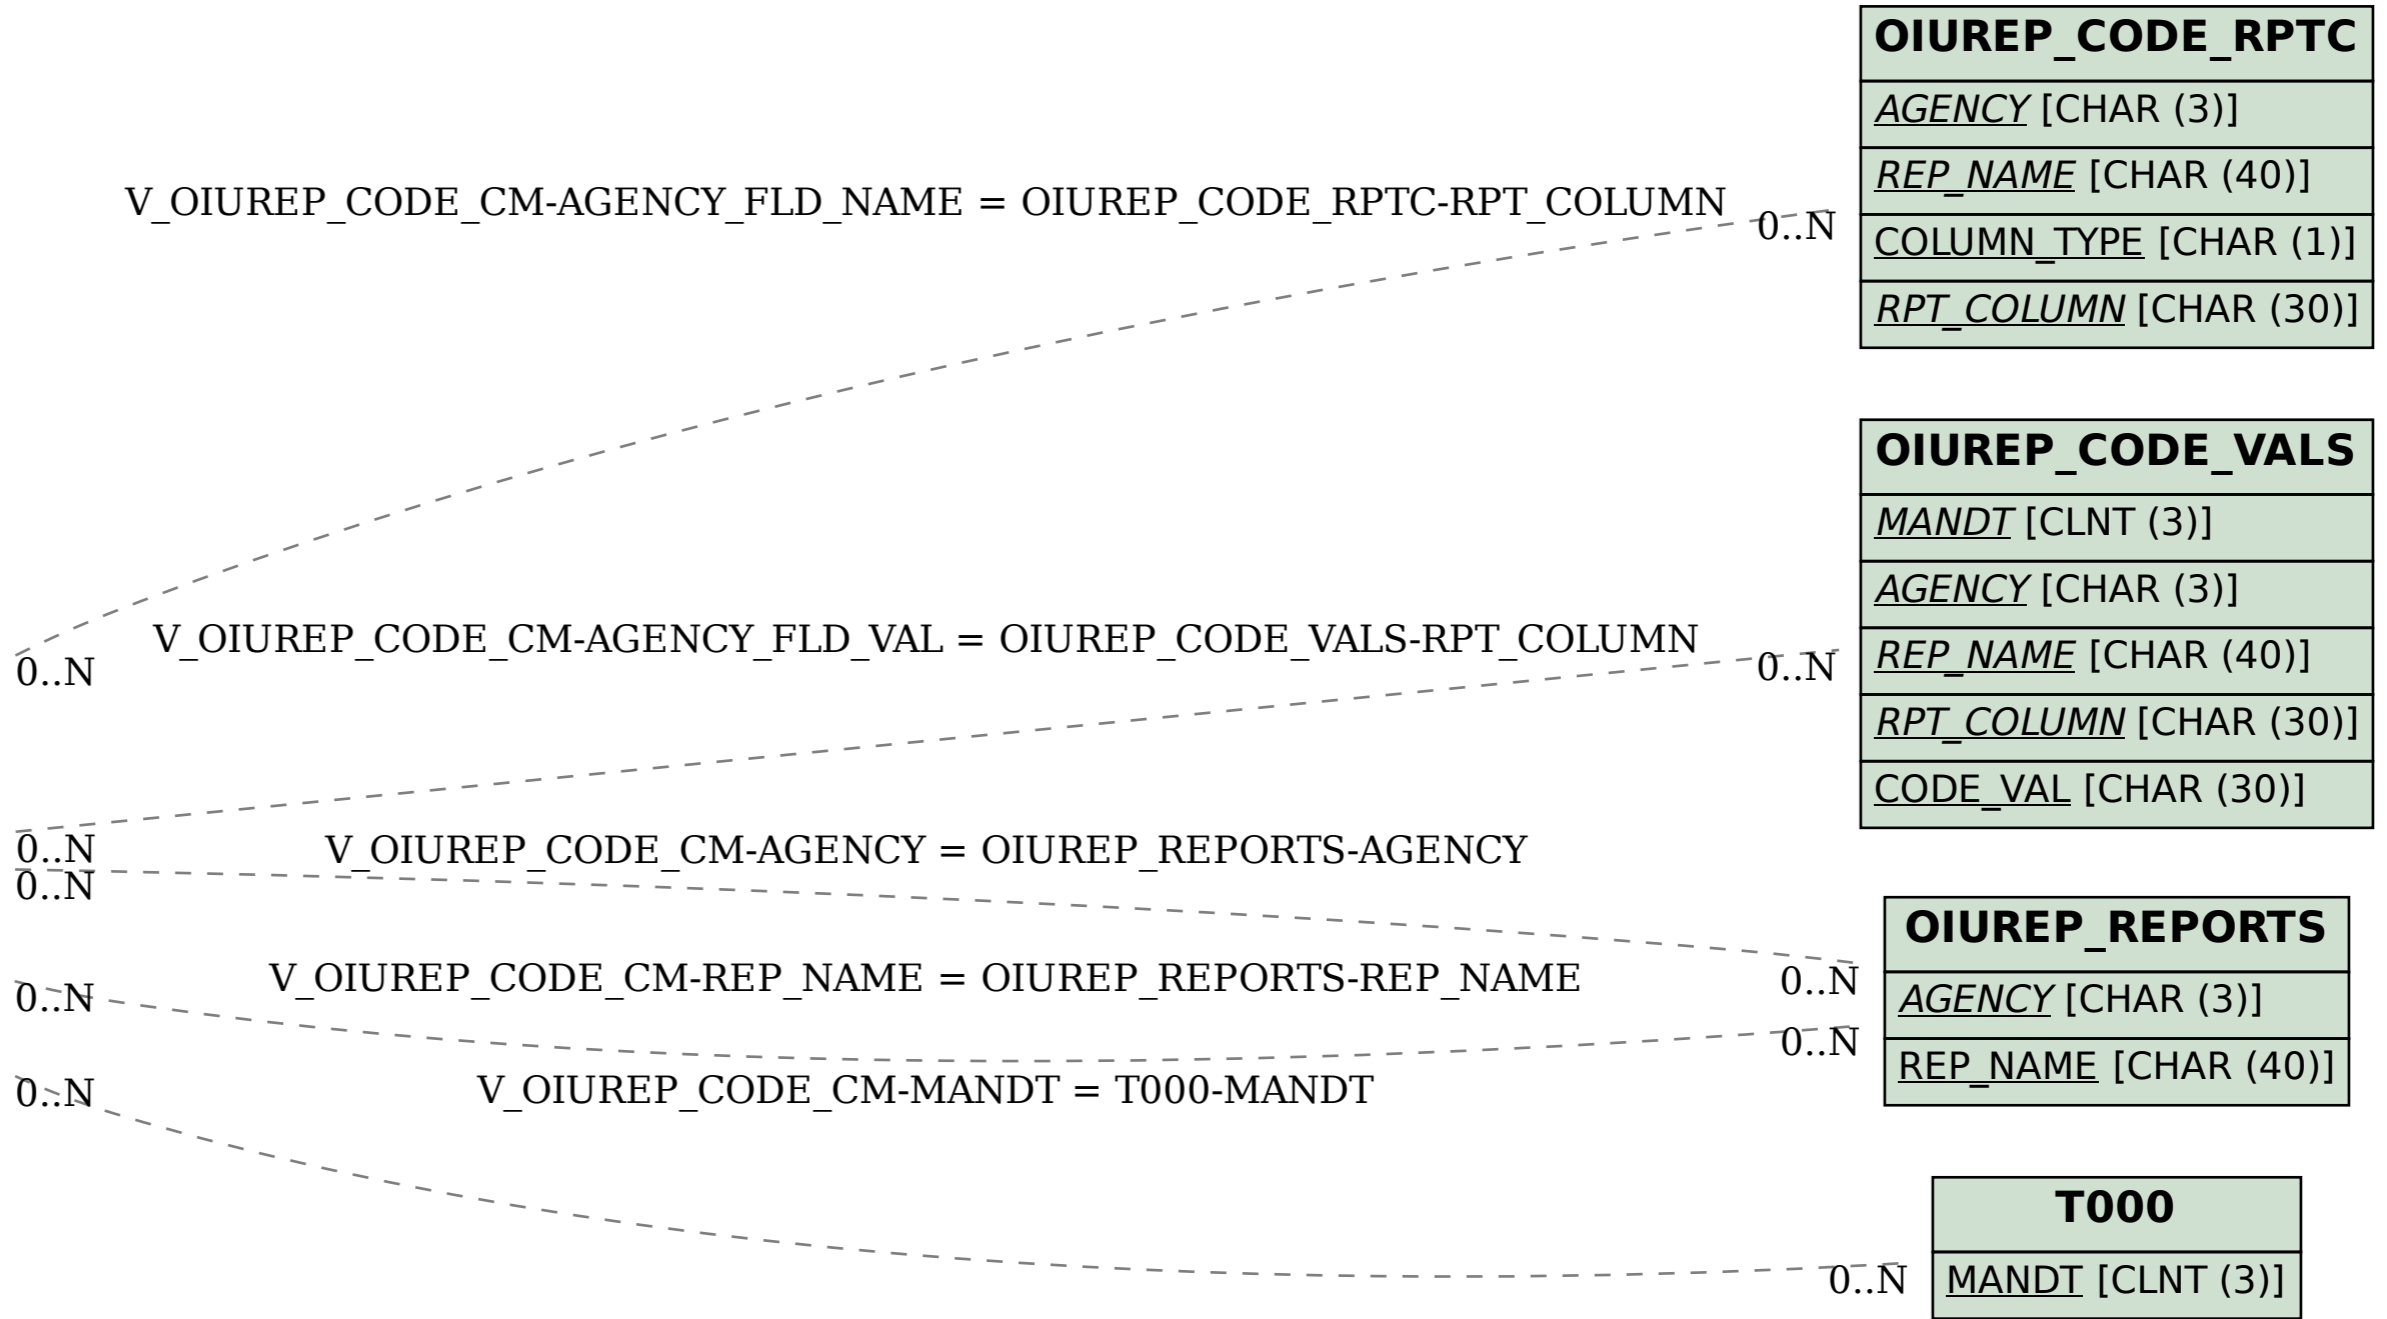 OIUREP_CODE_RPTC
AGENCY [CHAR (3)]
REP_NAME [CHAR (40)]
COLUMN_TYPE [CHAR (1)]
RPT_COLUMN [CHAR (30)]
V_OIUREP_CODE_CM-AGENCY_FLD_NAME = OIUREP_CODE_RPTC-RPT_COLUMN
0..N
0..N
OIUREP_CODE_VALS
MANDT [CLNT (3)]
AGENCY [CHAR (3)]
REP_NAME [CHAR (40)]
RPT_COLUMN [CHAR (30)]
CODE_VAL [CHAR (30)]
V_OIUREP_CODE_CM-AGENCY_FLD_VAL = OIUREP_CODE_VALS-RPT_COLUMN
0..N
0..N
V_OIUREP_CODE_CM-AGENCY = OIUREP_REPORTS-AGENCY
0..N
0..N
OIUREP_REPORTS
AGENCY [CHAR (3)]
REP_NAME [CHAR (40)]
V_OIUREP_CODE_CM-REP_NAME = OIUREP_REPORTS-REP_NAME
0..N
0..N
V_OIUREP_CODE_CM-MANDT = T000-MANDT
0..N
0..N
T000
MANDT [CLNT (3)]